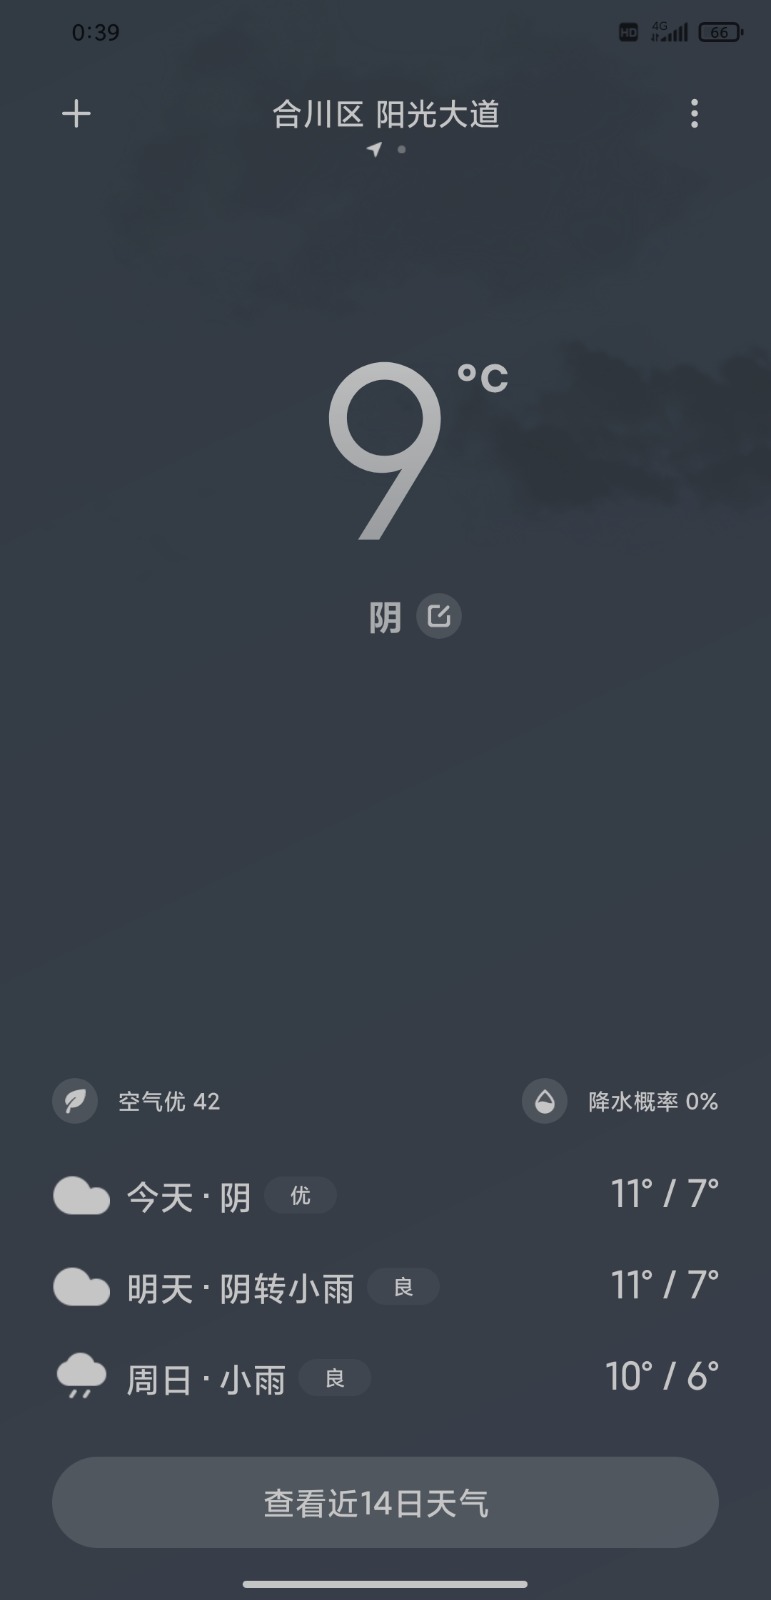 0:39 HD 4G 66
合川区 阳光大道
9°C
阴
空气优 42 降水概率 0%
今天·阴 优 11° / 7°
明天·阴转小雨 良 11° / 7°
周日·小雨 良 10° / 6°
查看近14日天气